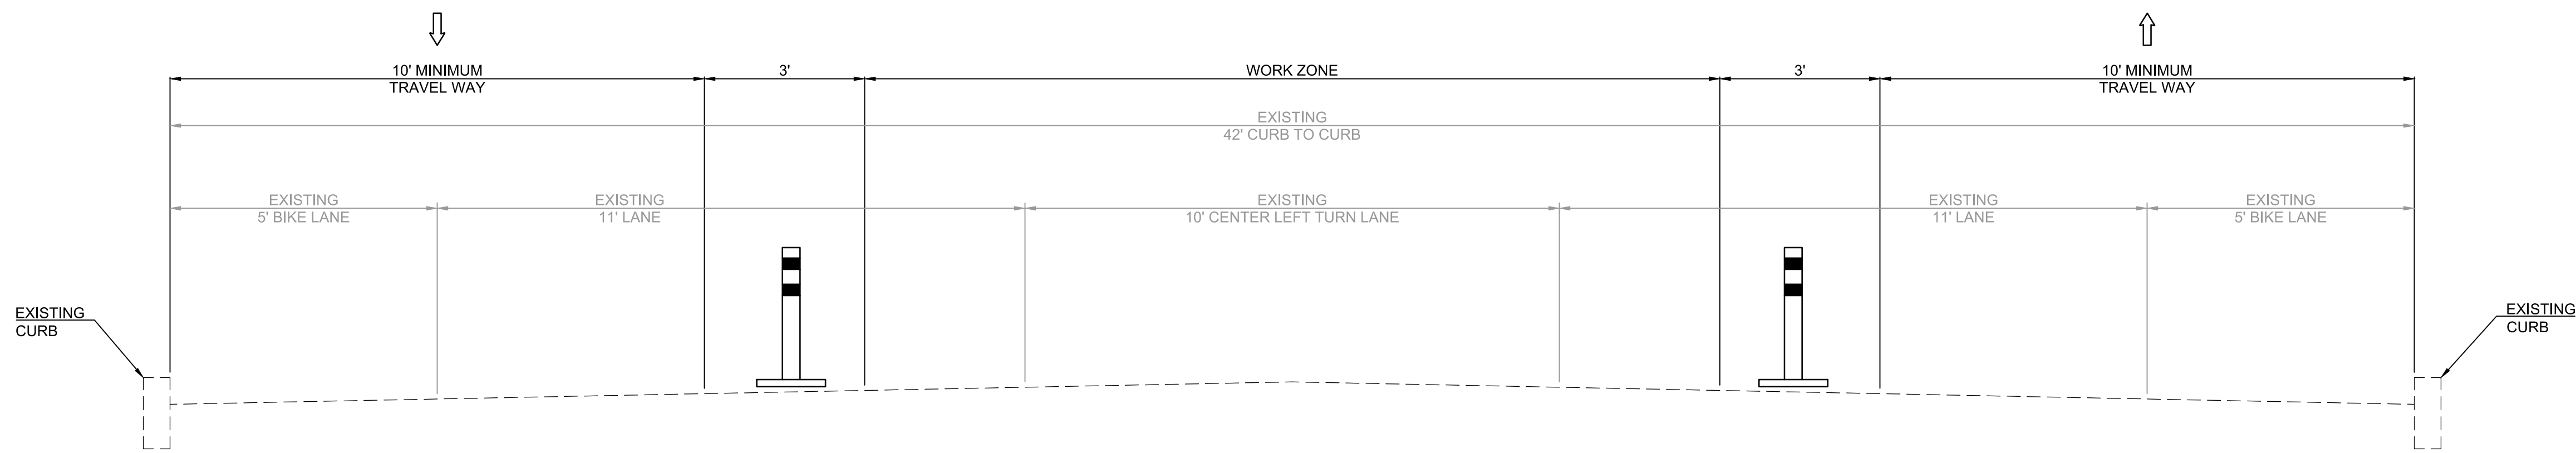 10' MINIMUM
TRAVEL WAY
3'
WORK ZONE
3'
10' MINIMUM
TRAVEL WAY
EXISTING
42' CURB TO CURB
EXISTING
5' BIKE LANE
EXISTING
11' LANE
EXISTING
10' CENTER LEFT TURN LANE
EXISTING
11' LANE
EXISTING
5' BIKE LANE
EXISTING
CURB
EXISTING
CURB